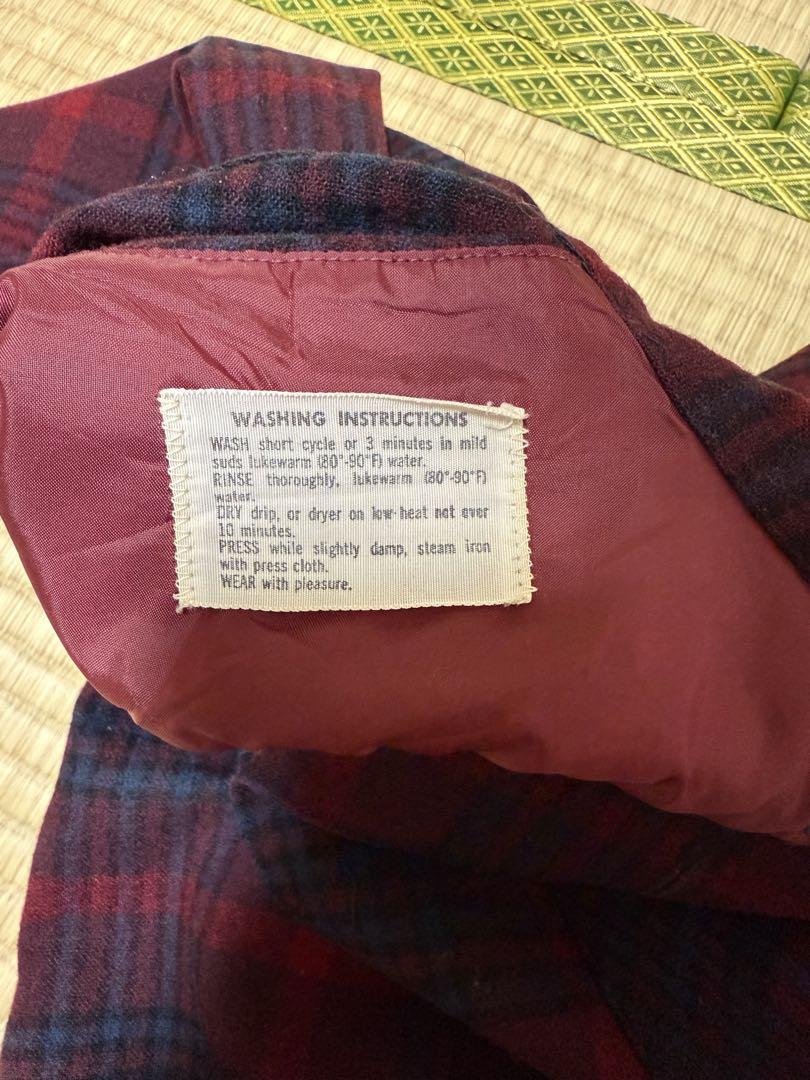 WASHING INSTRUCTIONS
WASH short cycle or 3 minutes in mild
suds lukewarm (80°-90°F) water.
RINSE thoroughly, lukewarm (80°-90°F)
water.
DRY drip, or dryer on low heat not over
10 minutes.
PRESS while slightly damp, steam iron
with press cloth.
WEAR with pleasure.